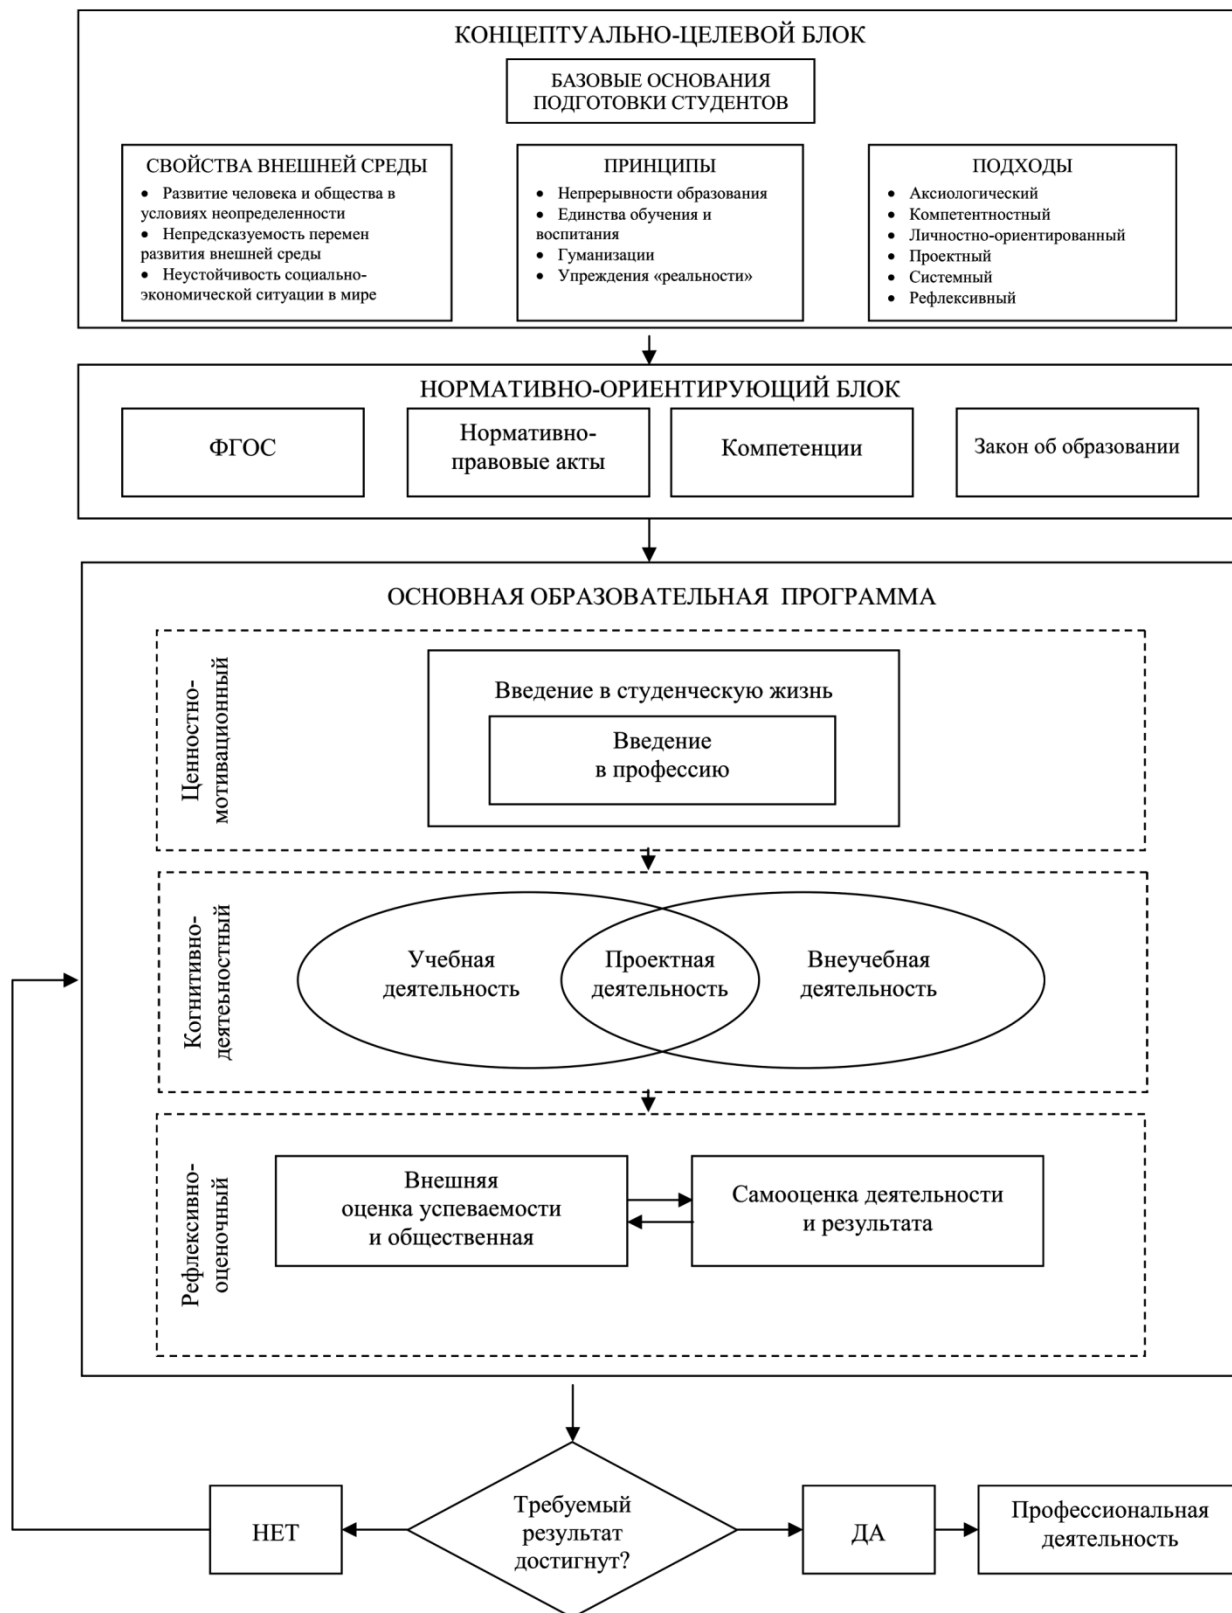 КОНЦЕПТУАЛЬНО-ЦЕЛЕВОЙ БЛОК
БАЗОВЫЕ ОСНОВАНИЯ
ПОДГОТОВКИ СТУДЕНТОВ
СВОЙСТВА ВНЕШНЕЙ СРЕДЫ
• Развитие человека и общества в
условиях неопределенности
• Непредсказуемость перемен
развития внешней среды
• Неустойчивость социально-
экономической ситуации в мире
ПРИНЦИПЫ
• Непрерывности образования
• Единства обучения и
воспитания
• Гуманизации
• Упреждения «реальности»
ПОДХОДЫ
• Аксиологический
• Компетентностный
• Личностно-ориентированный
• Проектный
• Системный
• Рефлексивный
НОРМАТИВНО-ОРИЕНТИРУЮЩИЙ БЛОК
ФГОС
Нормативно-
правовые акты
Компетенции
Закон об образовании
ОСНОВНАЯ ОБРАЗОВАТЕЛЬНАЯ ПРОГРАММА
Ценностно-
мотивационный
Введение в студенческую жизнь
Введение
в профессию
Когнитивно-
деятеьностный
Учебная
деятельность
Проектная
деятельность
Внеучебная
деятельность
Рефлексивно-
оценочный
Внешняя
оценка успеваемости
и общественная
Самооценка деятельности
и результата
НЕТ
Требуемый
результат
достигнут?
ДА
Профессиональная
деятельность